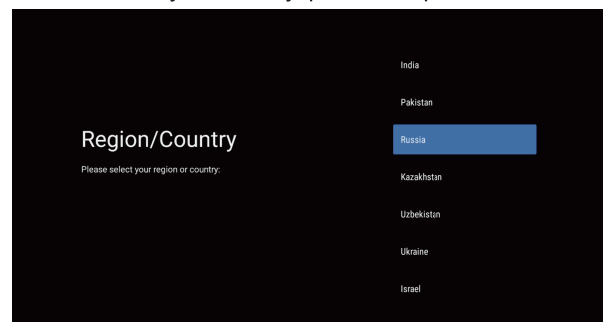 Region/Country
Please select your region or country:
India
Pakistan
Russia
Kazakhstan
Uzbekistan
Ukraine
Israel